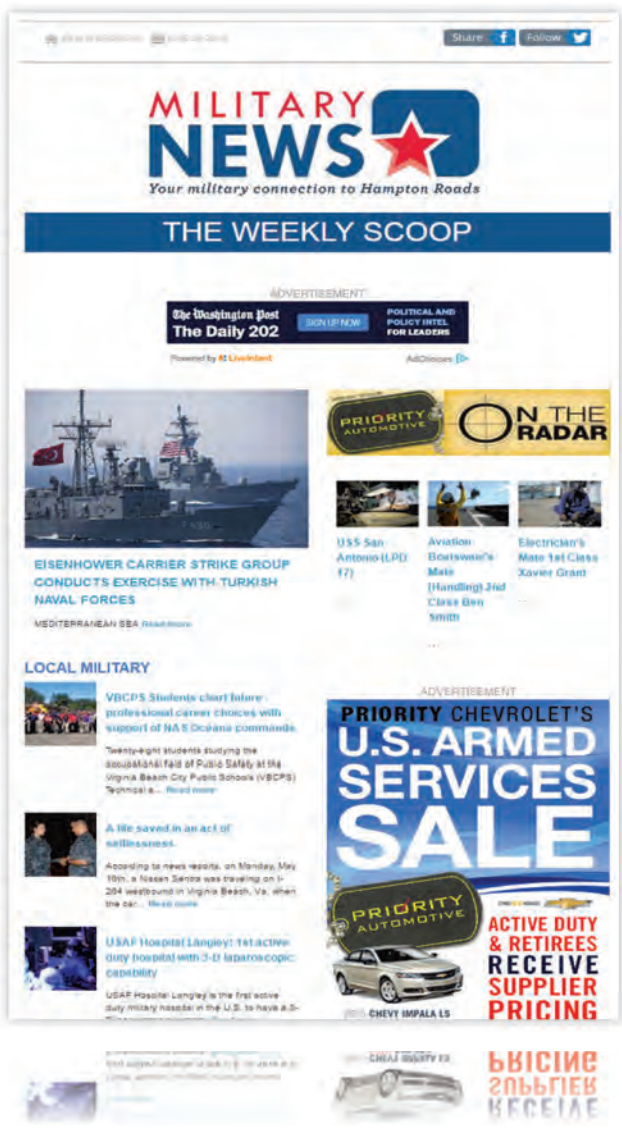 Share
Follow
MILITARY
NEWS
Your military connection to Hampton Roads
THE WEEKLY SCOOP
ADVERTISEMENT
The Washington Post
The Daily 202
SIGN UP NOW
POLITICAL AND
POLICY INTEL
FOR LEADERS
Powered by LiveIntent
AdChoices
EISENHOWER CARRIER STRIKE GROUP
CONDUCTS EXERCISE WITH TURKISH
NAVAL FORCES
MEDITERRANEAN SEA Read more
PRIORITY
AUTOMOTIVE
ON THE
RADAR
USS San
Antonio (LPD
17)
...
Aviation
Boatswain's
Mate
(Handling) 2nd
Class Ben
Smith
...
Electrician's
Mate 1st Class
Xavier Grant
...
LOCAL MILITARY
VBCPS Students chart future
professional career choices with
support of NAS Oceana commands
Twenty-eight students studying the
occupational field of Public Safety at the
Virginia Beach City Public Schools (VBCPS)
Technical a... Read more
A life saved in an act of
selflessness
According to news reports, on Monday, May
16th, a Nissan Sentra was traveling on I-
264 westbound in Virginia Beach, Va. when
the car... Read more
USAF Hospital Langley: 1st active
duty hospital with 3-D laparoscopic
capability
USAF Hospital Langley is the first active
duty military hospital in the U.S. to have a 3-
ADVERTISEMENT
PRIORITY CHEVROLET'S
U.S. ARMED
SERVICES
SALE
PRIORITY
AUTOMOTIVE
ACTIVE DUTY
& RETIREES
RECEIVE
SUPPLIER
PRICING
CHEVY IMPALA LS